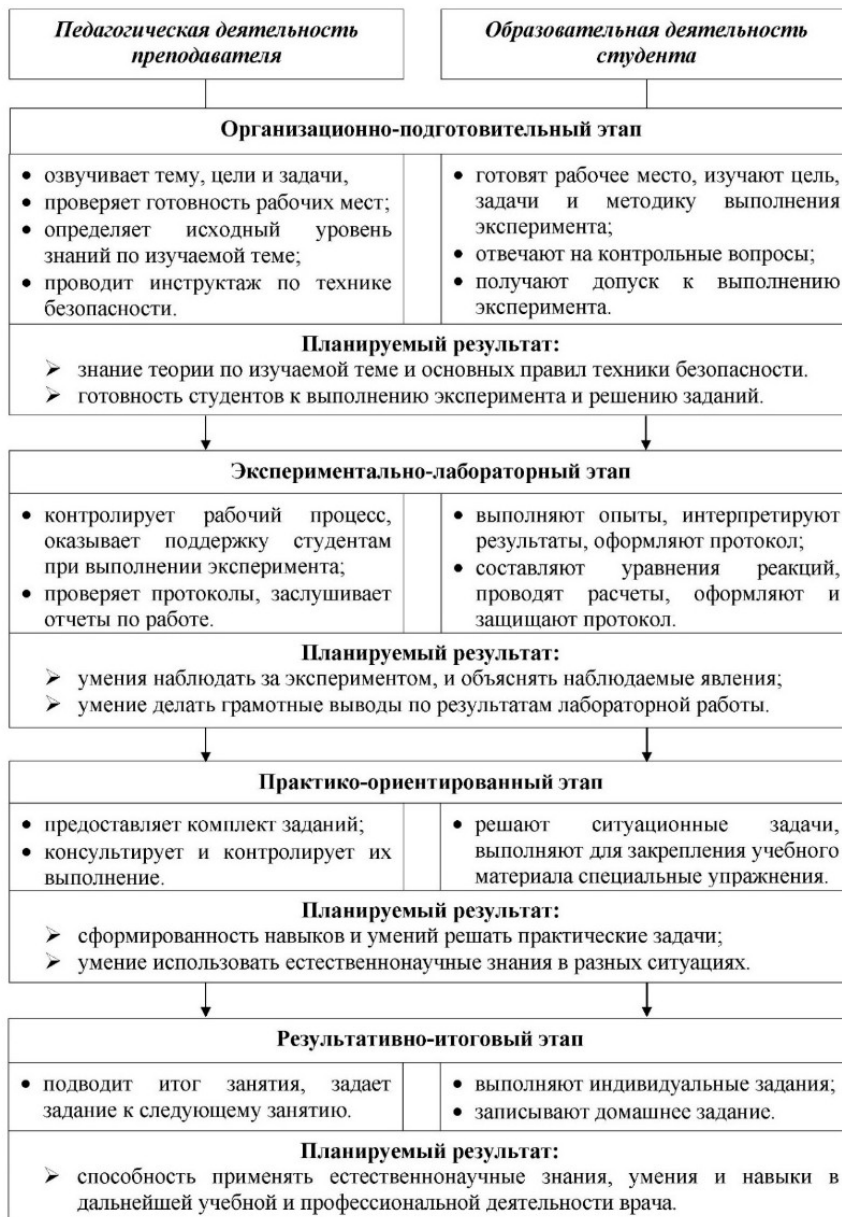 Педагогическая деятельность
преподавателя
Образовательная деятельность
студента
Организационно-подготовительный этап
• озвучивает тему, цели и задачи,
• проверяет готовность рабочих мест;
• определяет исходный уровень
знаний по изучаемой теме;
• проводит инструктаж по технике
безопасности.
• готовят рабочее место, изучают цель,
задачи и методику выполнения
эксперимента;
• отвечают на контрольные вопросы;
• получают допуск к выполнению
эксперимента.
Планируемый результат:
➢ знание теории по изучаемой теме и основных правил техники безопасности.
➢ готовность студентов к выполнению эксперимента и решению заданий.
Экспериментально-лабораторный этап
• контролирует рабочий процесс,
оказывает поддержку студентам
при выполнении эксперимента;
• проверяет протоколы, заслушивает
отчеты по работе.
• выполняют опыты, интерпретируют
результаты, оформляют протокол;
• составляют уравнения реакций,
проводят расчеты, оформляют и
защищают протокол.
Планируемый результат:
➢ умения наблюдать за экспериментом, и объяснять наблюдаемые явления;
➢ умение делать грамотные выводы по результатам лабораторной работы.
Практико-ориентированный этап
• предоставляет комплект заданий;
• консультирует и контролирует их
выполнение.
• решают ситуационные задачи,
выполняют для закрепления учебного
материала специальные упражнения.
Планируемый результат:
➢ сформированность навыков и умений решать практические задачи;
➢ умение использовать естественнонаучные знания в разных ситуациях.
Результативно-итоговый этап
• подводит итог занятия, задает
задание к следующему занятию.
• выполняют индивидуальные задания;
• записывают домашнее задание.
Планируемый результат:
➢ способность применять естественнонаучные знания, умения и навыки в
дальнейшей учебной и профессиональной деятельности врача.